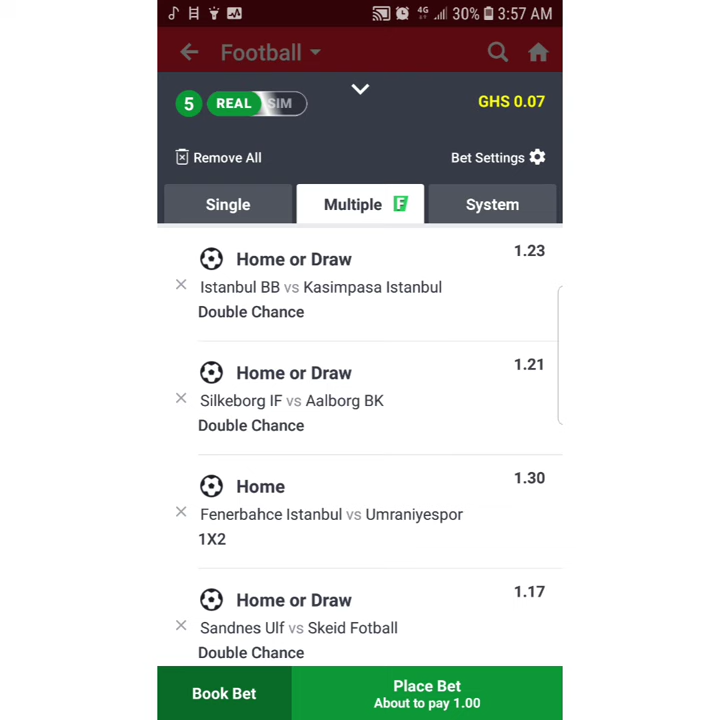 4G 30% 3:57 AM
Football
5 REAL SIM GHS 0.07
Remove All Bet Settings
Single Multiple F System
Home or Draw 1.23
Istanbul BB vs Kasimpasa Istanbul
Double Chance
Home or Draw 1.21
Silkeborg IF vs Aalborg BK
Double Chance
Home 1.30
Fenerbahce Istanbul vs Umraniyespor
1X2
Home or Draw 1.17
Sandnes Ulf vs Skeid Fotball
Double Chance
Book Bet Place Bet
About to pay 1.00